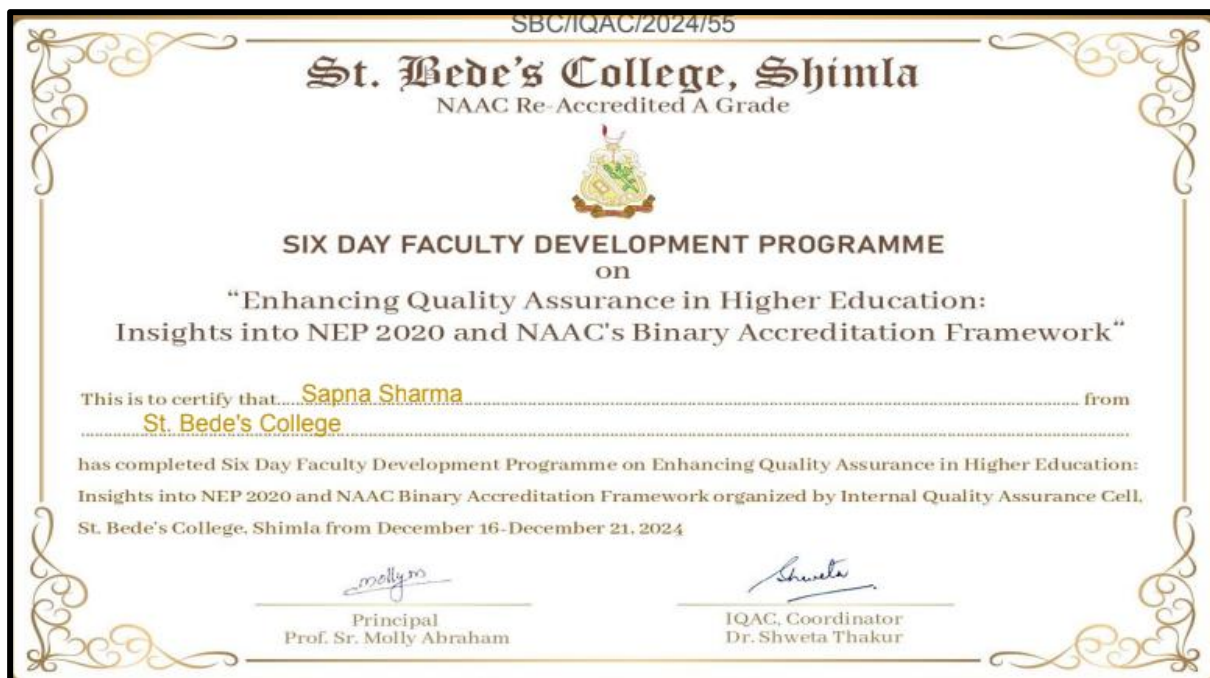 SBC/IQAC/2024/55
St. Bede's College, Shimla
NAAC Re-Accredited A Grade
SIX DAY FACULTY DEVELOPMENT PROGRAMME
on
“Enhancing Quality Assurance in Higher Education:
Insights into NEP 2020 and NAAC's Binary Accreditation Framework“
This is to certify that Sapna Sharma from
St. Bede's College
has completed Six Day Faculty Development Programme on Enhancing Quality Assurance in Higher Education:
Insights into NEP 2020 and NAAC Binary Accreditation Framework organized by Internal Quality Assurance Cell,
St. Bede's College, Shimla from December 16-December 21, 2024
mollym Shweta
Principal IQAC, Coordinator
Prof. Sr. Molly Abraham Dr. Shweta Thakur